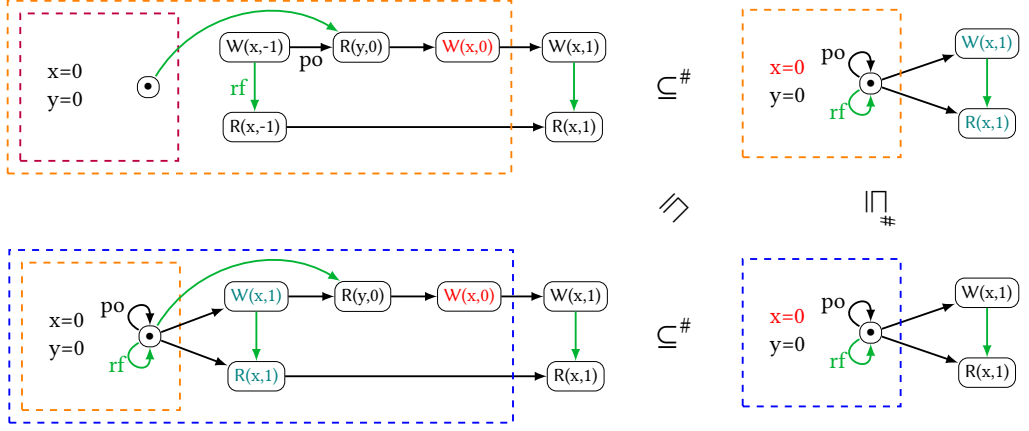 W(x,-1) R(y,0) W(x,0) W(x,1)
po
x=0
y=0
rf
R(x,-1) R(x,1)
⊆#
po W(x,1)
x=0
y=0
rf R(x,1)
⊑
⊑#
W(x,1) R(y,0) W(x,0) W(x,1)
po
x=0
y=0
rf
R(x,1) R(x,1)
⊆#
po W(x,1)
x=0
y=0
rf R(x,1)